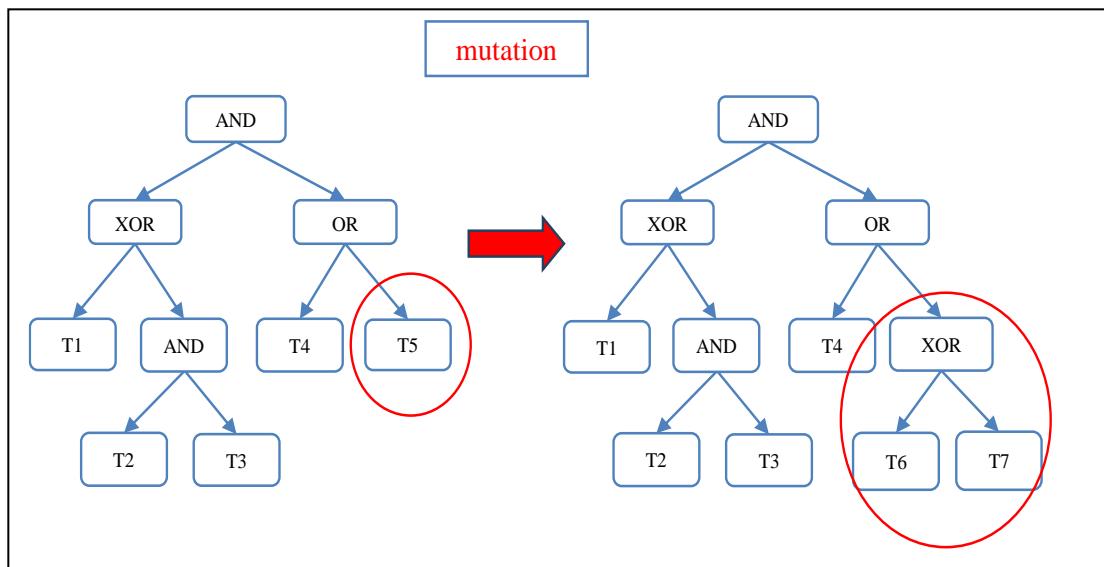 mutation
AND AND
XOR OR XOR OR
T1 AND T4 T5 T1 AND T4 XOR
T2 T3 T2 T3 T6 T7